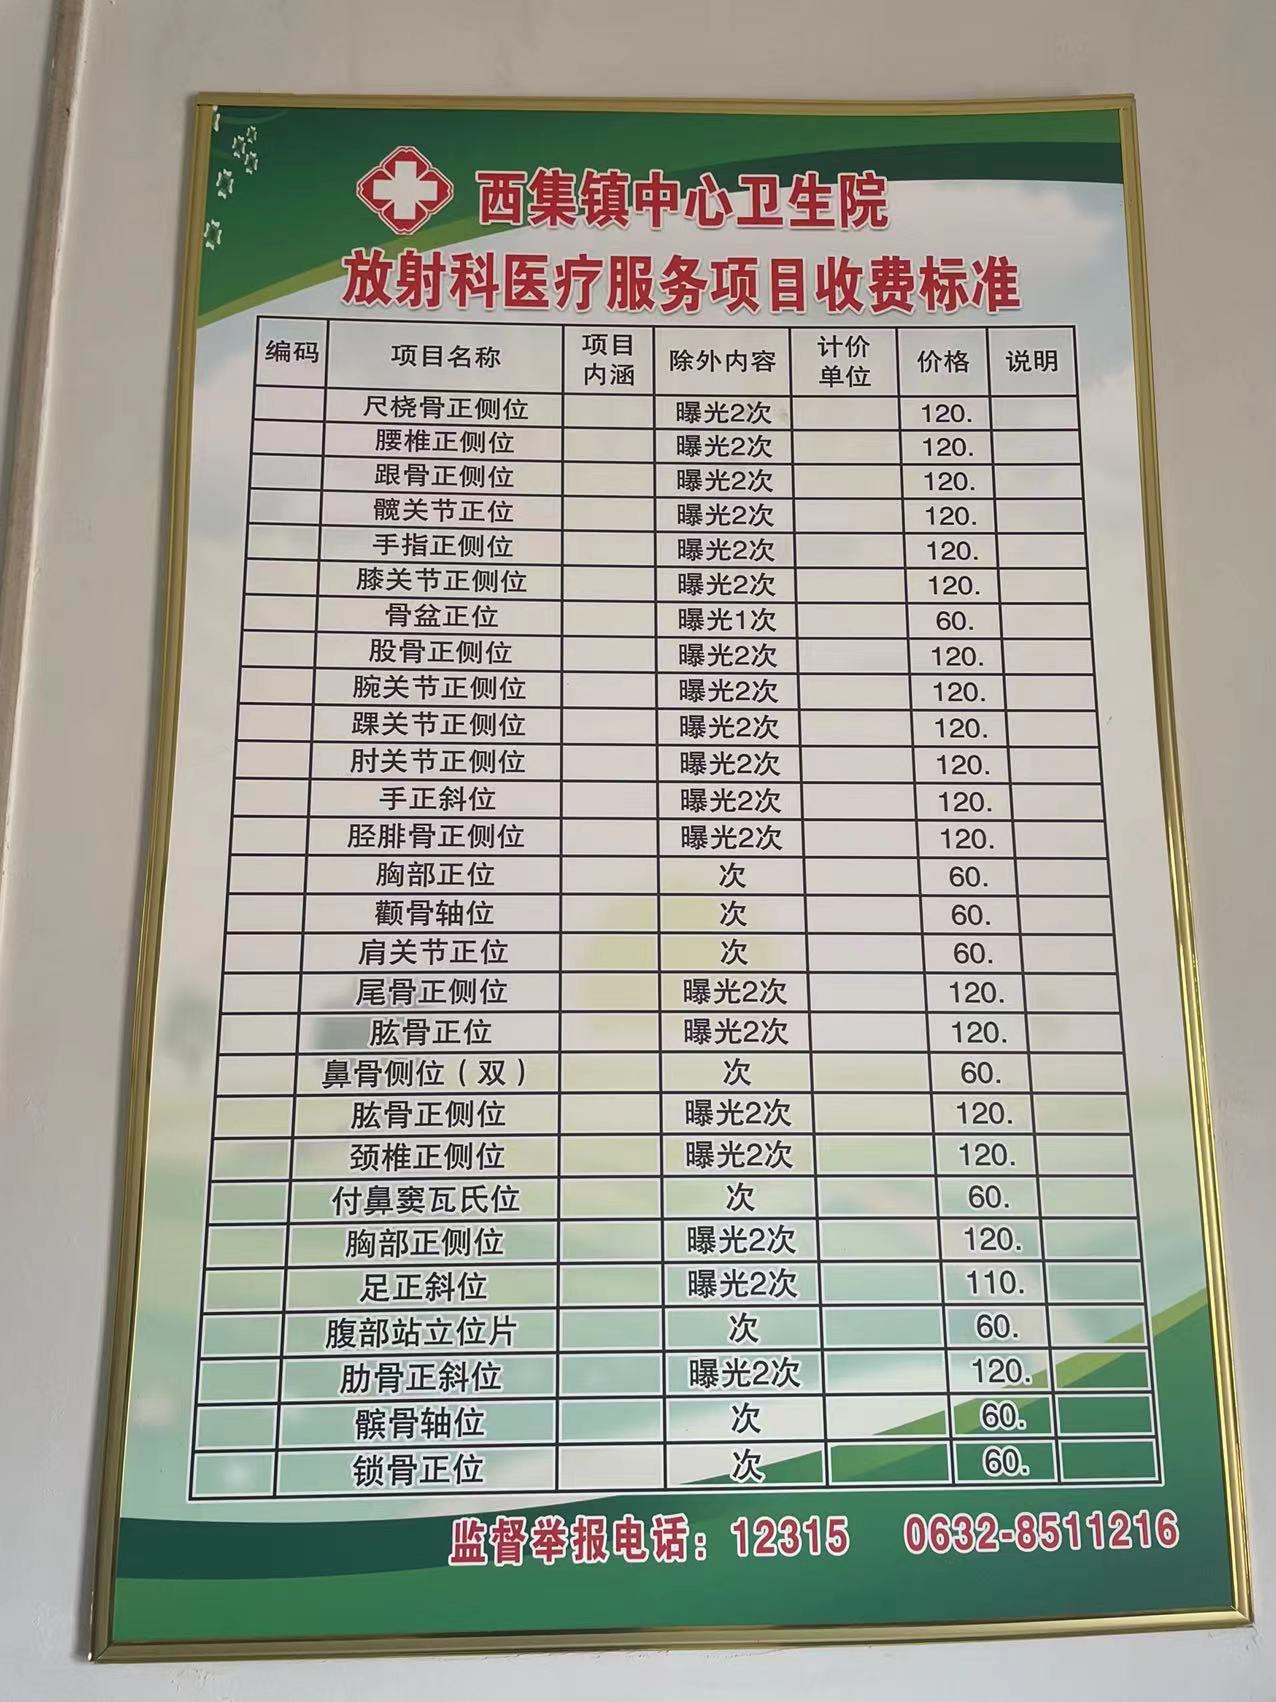 西集镇中心卫生院
放射科医疗服务项目收费标准
编码 项目名称 项目内涵 除外内容 计价单位 价格 说明
尺桡骨正侧位 曝光2次 120.
腰椎正侧位 曝光2次 120.
跟骨正侧位 曝光2次 120.
髋关节正位 曝光2次 120.
手指正侧位 曝光2次 120.
膝关节正侧位 曝光2次 120.
骨盆正位 曝光1次 60.
股骨正侧位 曝光2次 120.
腕关节正侧位 曝光2次 120.
踝关节正侧位 曝光2次 120.
肘关节正侧位 曝光2次 120.
手正斜位 曝光2次 120.
胫腓骨正侧位 曝光2次 120.
胸部正位 次 60.
颧骨轴位 次 60.
肩关节正位 次 60.
尾骨正侧位 曝光2次 120.
肱骨正位 曝光2次 120.
鼻骨侧位（双） 次 60.
肱骨正侧位 曝光2次 120.
颈椎正侧位 曝光2次 120.
付鼻窦瓦氏位 次 60.
胸部正侧位 曝光2次 120.
足正斜位 曝光2次 110.
腹部站立位片 次 60.
肋骨正斜位 曝光2次 120.
髌骨轴位 次 60.
锁骨正位 次 60.
监督举报电话：12315 0632-8511216